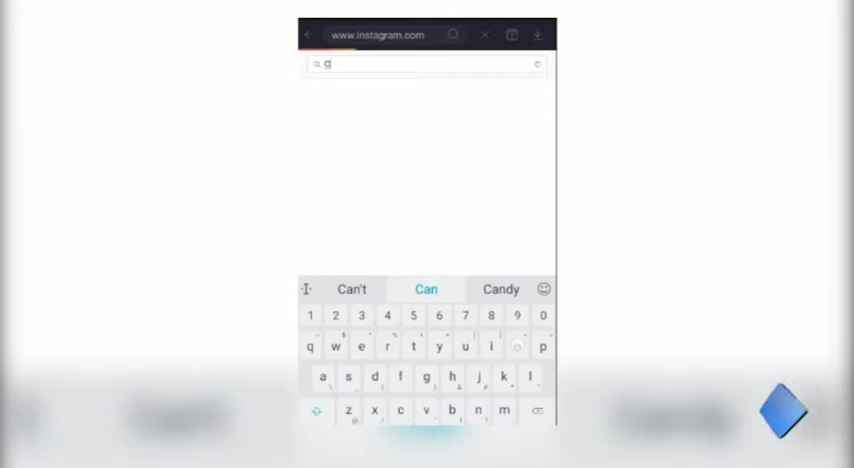 www.instagram.com
C
Can't Can Candy
1 2 3 4 5 6 7 8 9 0
q w e r t y u i p
a s d f g h j k l
z x c v b n m